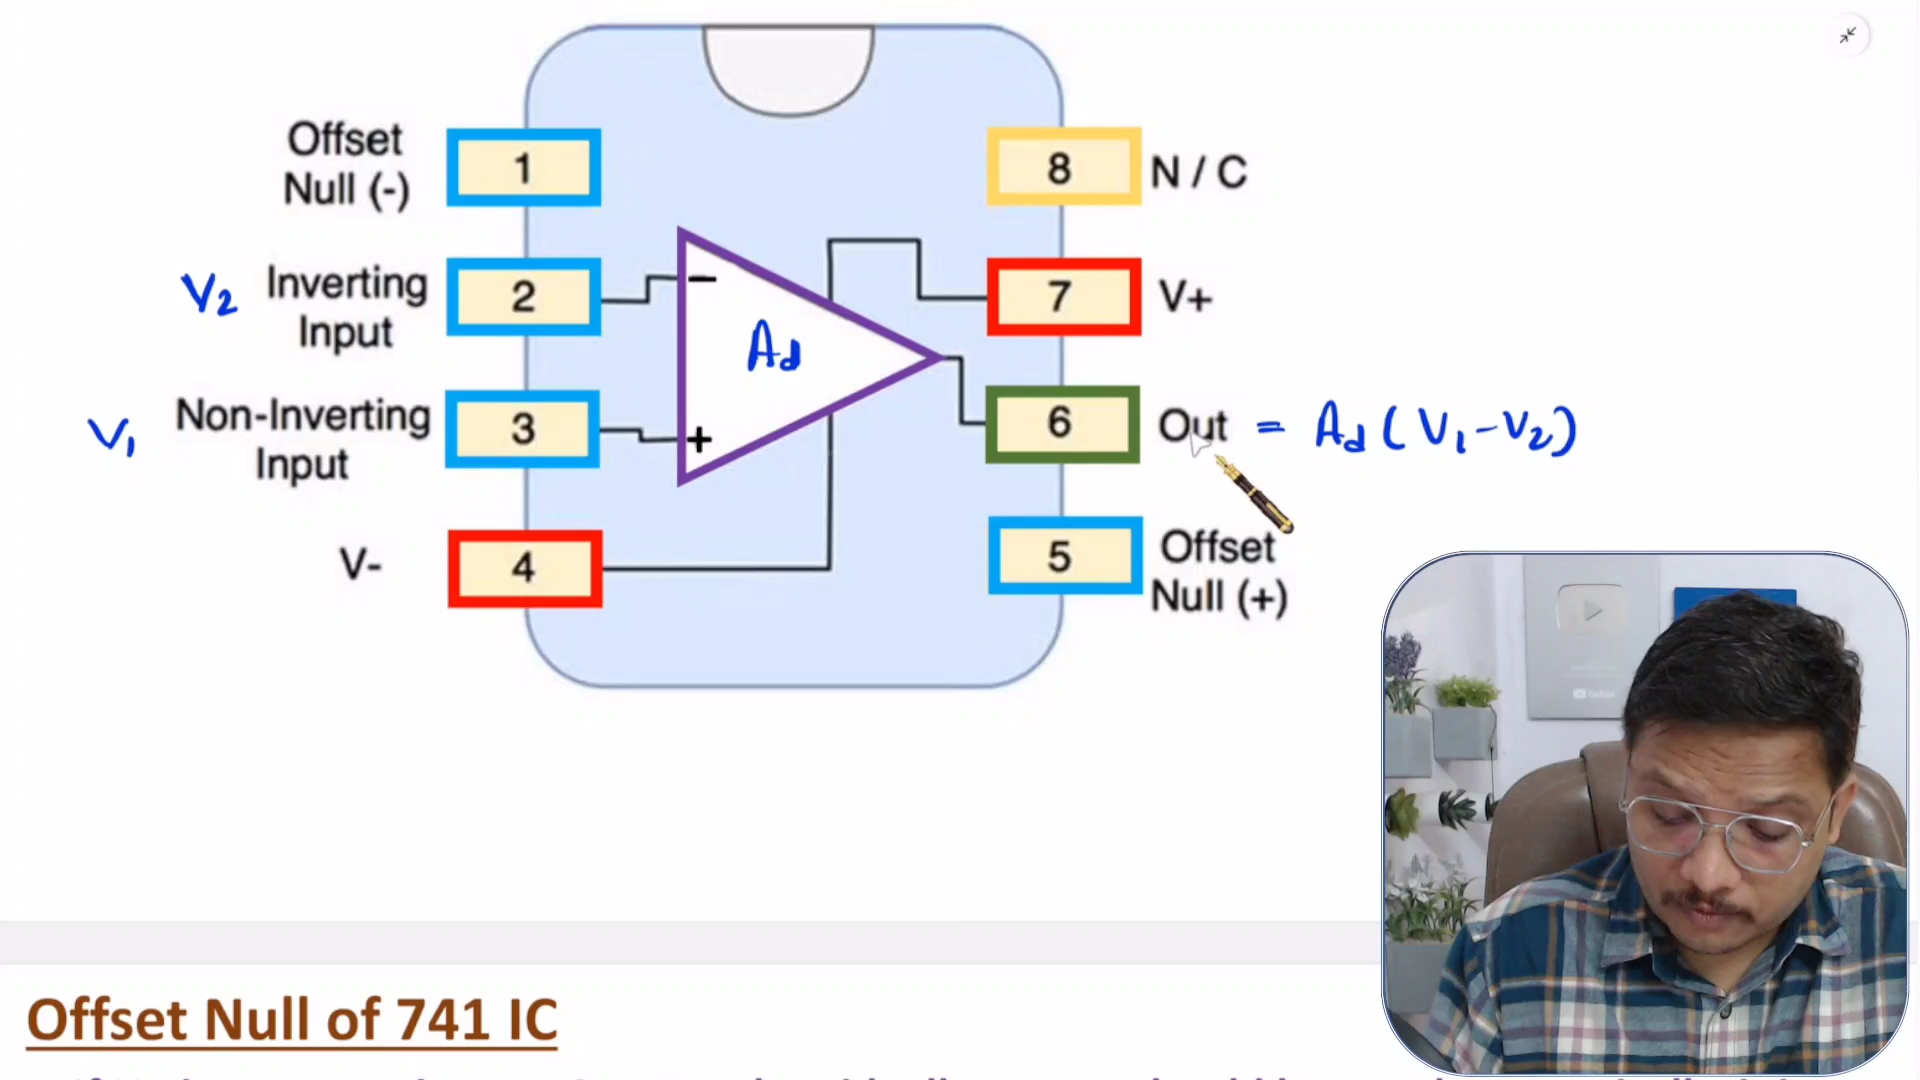 Offset
Null (-)
1
8
N / C
V2
Inverting
Input
2
−
7
V+
Ad
V1
Non-Inverting
Input
3
+
6
Out = Ad (V1-V2)
V-
4
5
Offset
Null (+)
Offset Null of 741 IC